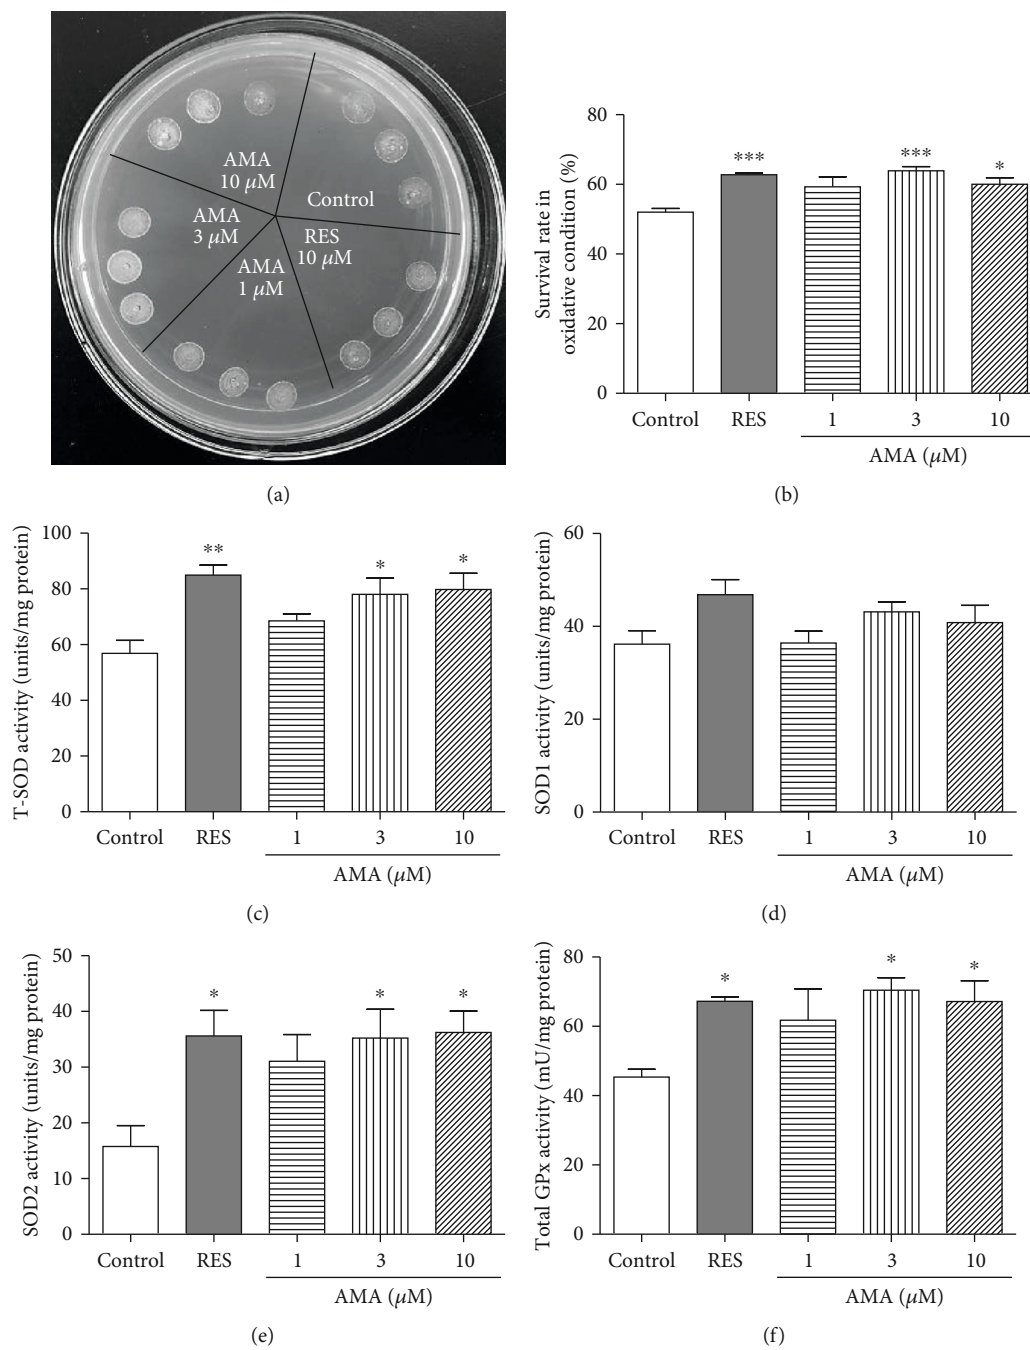 AMA
10 μM
Control
AMA
3 μM
RES
10 μM
AMA
1 μM
(a)
Survival rate in
oxidative condition (%)
80
60
40
20
0
***
***
*
Control
RES
1
3
10
AMA (μM)
(b)
T-SOD activity (units/mg protein)
100
80
60
40
20
0
**
*
*
Control
RES
1
3
10
AMA (μM)
(c)
SOD1 activity (units/mg protein)
60
40
20
0
Control
RES
1
3
10
AMA (μM)
(d)
SOD2 activity (units/mg protein)
50
40
30
20
10
0
*
*
*
Control
RES
1
3
10
AMA (μM)
(e)
Total GPx activity (mU/mg protein)
80
60
40
20
0
*
*
*
Control
RES
1
3
10
AMA (μM)
(f)